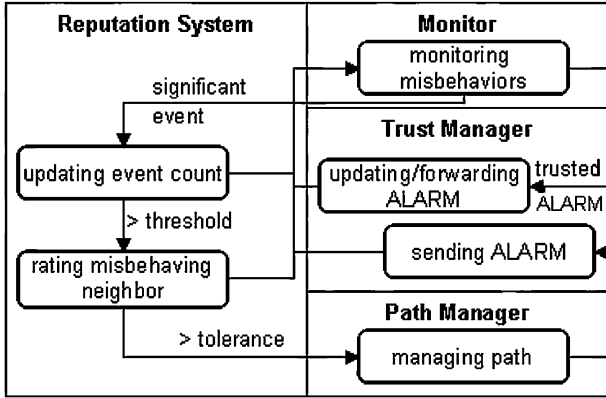 Reputation System
significant
event
updating event count
> threshold
rating misbehaving
neighbor
> tolerance
Monitor
monitoring
misbehaviors
Trust Manager
updating/forwarding
ALARM
trusted
ALARM
sending ALARM
Path Manager
managing path